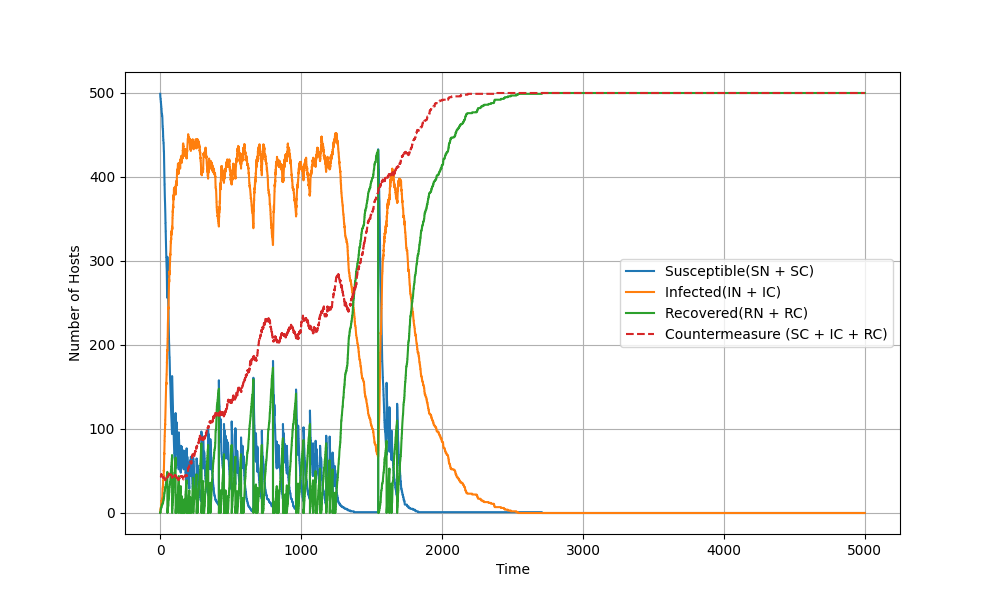 500
400
300
200
100
0
Number of Hosts
Susceptible(SN + SC)
Infected(IN + IC)
Recovered(RN + RC)
Countermeasure (SC + IC + RC)
0 1000 2000 3000 4000 5000
Time